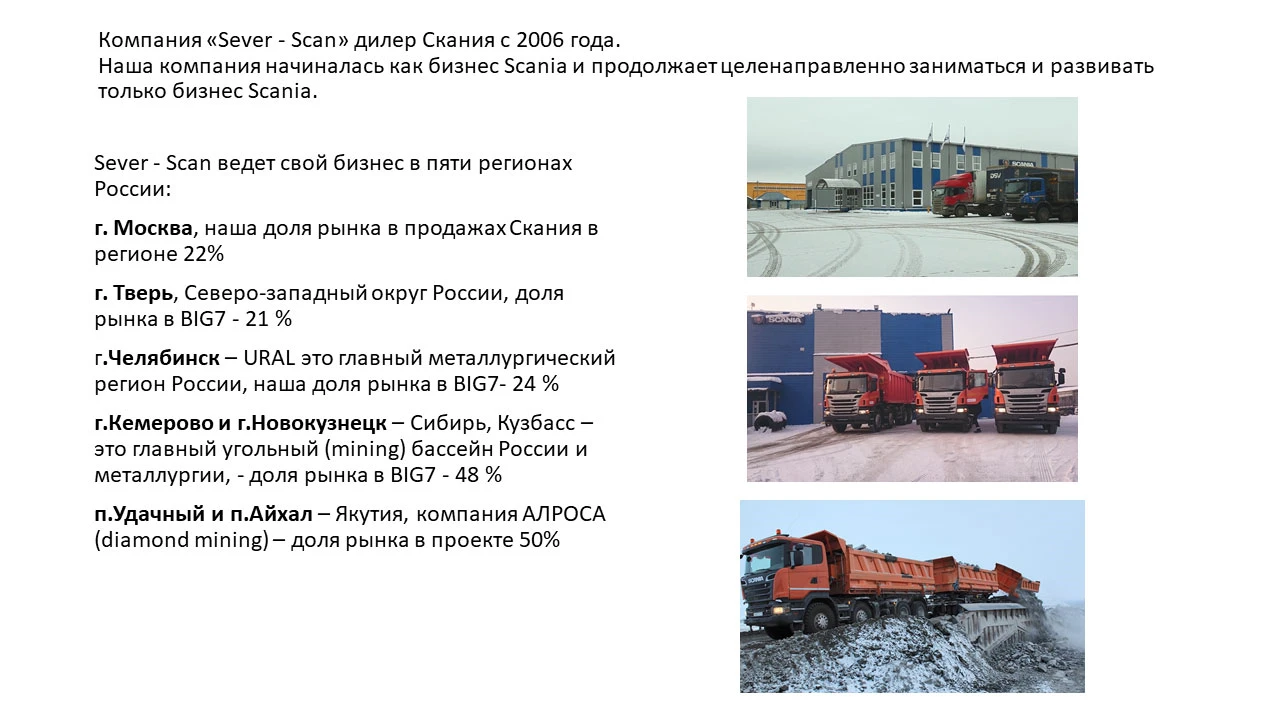 Компания «Sever - Scan» дилер Скания с 2006 года.
Наша компания начиналась как бизнес Scania и продолжает целенаправленно заниматься и развивать
только бизнес Scania.
Sever - Scan ведет свой бизнес в пяти регионах
России:
г. Москва, наша доля рынка в продажах Скания в
регионе 22%
г. Тверь, Северо-западный округ России, доля
рынка в BIG7 - 21 %
г.Челябинск – URAL это главный металлургический
регион России, наша доля рынка в BIG7- 24 %
г.Кемерово и г.Новокузнецк – Сибирь, Кузбасс –
это главный угольный (mining) бассейн России и
металлургии, - доля рынка в BIG7 - 48 %
п.Удачный и п.Айхал – Якутия, компания АЛРОСА
(diamond mining) – доля рынка в проекте 50%
SCANIA
DSV
SCANIA
SCANIA